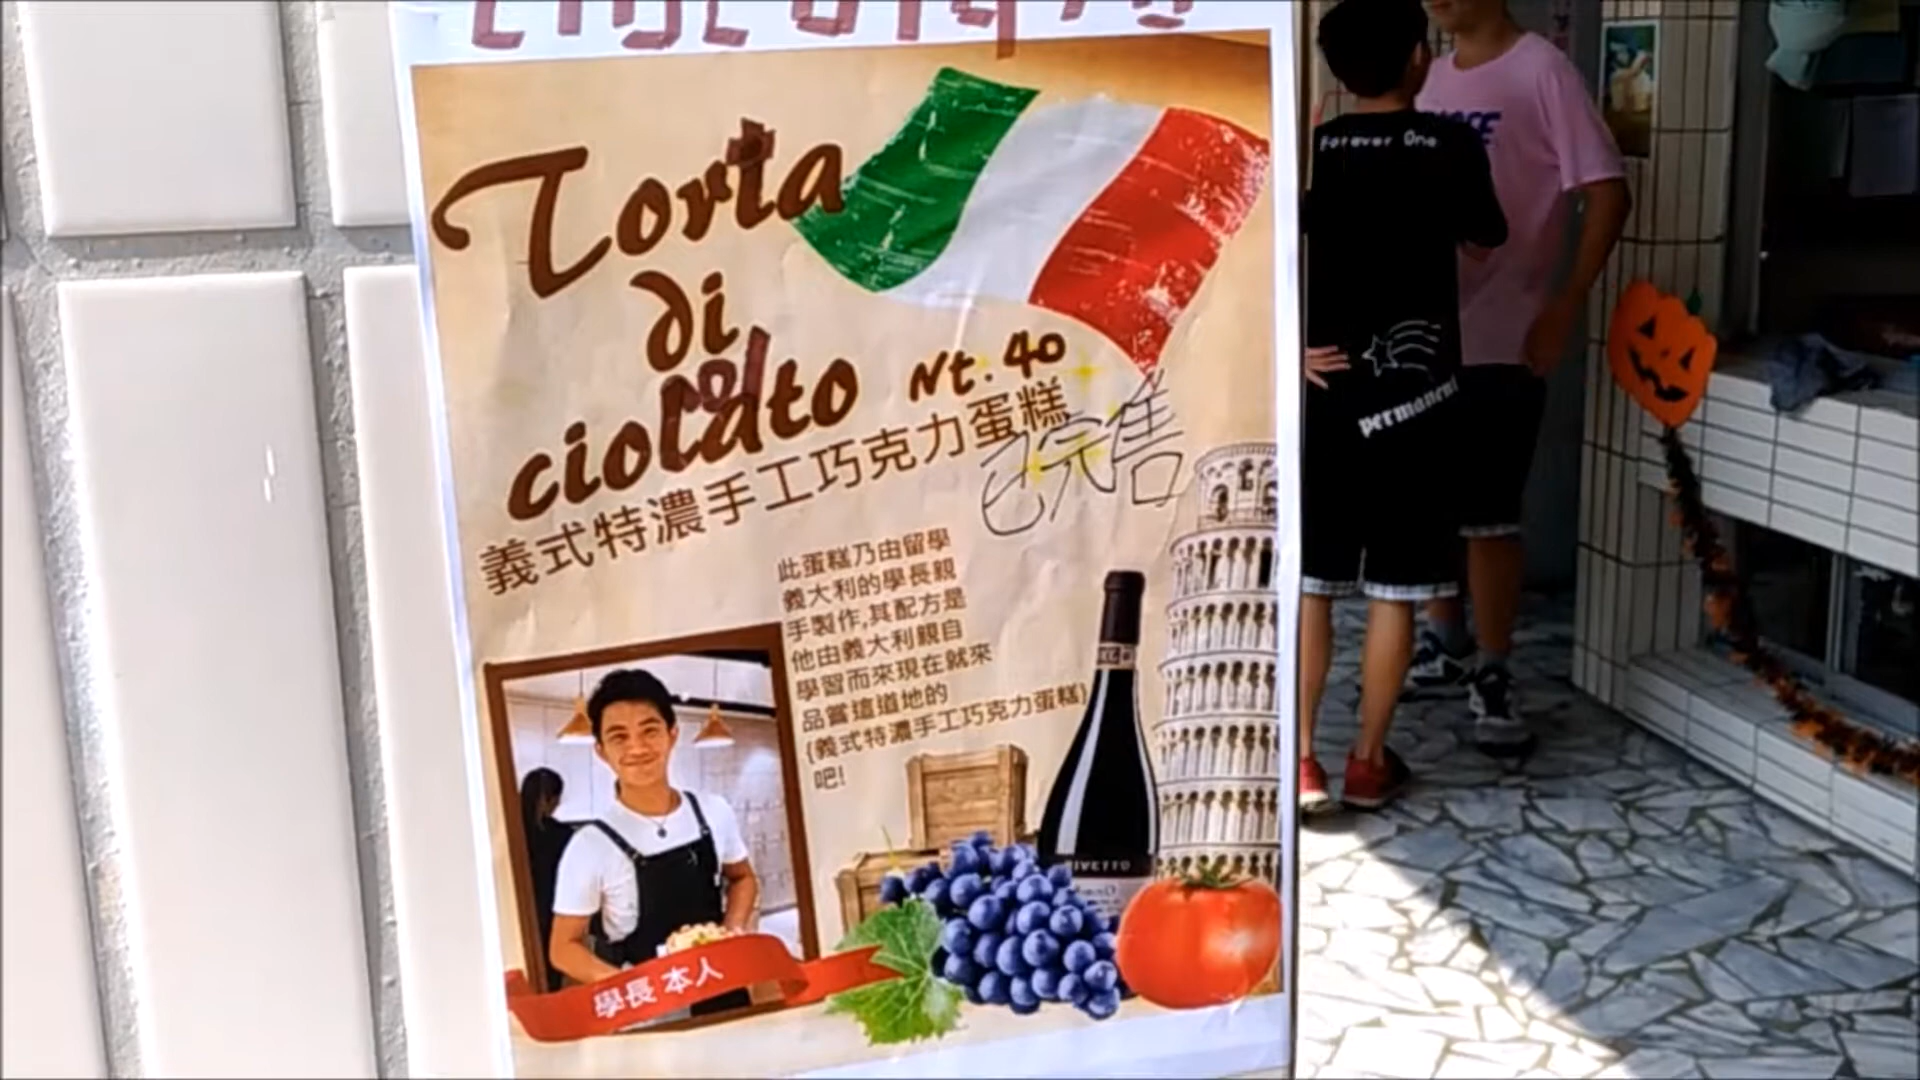 Torta
di
ciolato
Nt. 40
義式特濃手工巧克力蛋糕
已完售
此蛋糕乃由留學
義大利的學長親
手製作,其配方是
他由義大利親自
學習而來現在就來
品嘗這道地的
{義式特濃手工巧克力蛋糕}
吧!
RIVETTO
學長 本人
Forever One
permanent